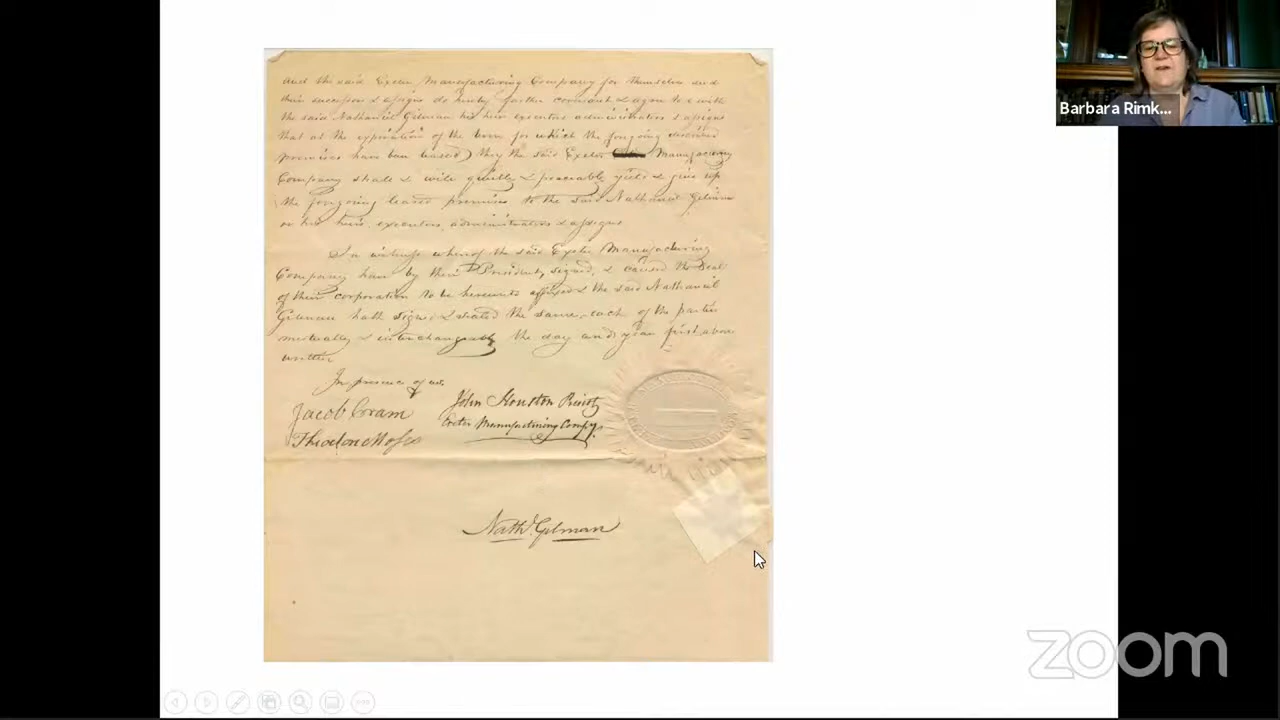 and the said Exeter Manufacturing Company for themselves and
their successors & assigns do hereby further covenant & agree to & with
the said Nathaniel Gilman his heirs executors administrators & assigns
that at the expiration of the term for which the foregoing described
premises have been leased, they the said Exeter Manufacturing
Company shall & will quietly & peaceably yield & give up
the foregoing leased premises to the said Nathaniel Gilman
or his heirs, executors, administrators & assigns
In witness whereof the said Exeter Manufacturing
Company have by their President, signed, & caused the Seal
of their corporation to be hereunto affixed & the said Nathaniel
Gilman hath signed & sealed the same, each of the parties
mutually & interchangeably the day and year first above
written
In presence of us
Jacob Cram
Theodore Moses
John Houston Presidt
Exeter Manufacturing Compy.
Nathl. Gilman
Barbara Rimk...
zoom